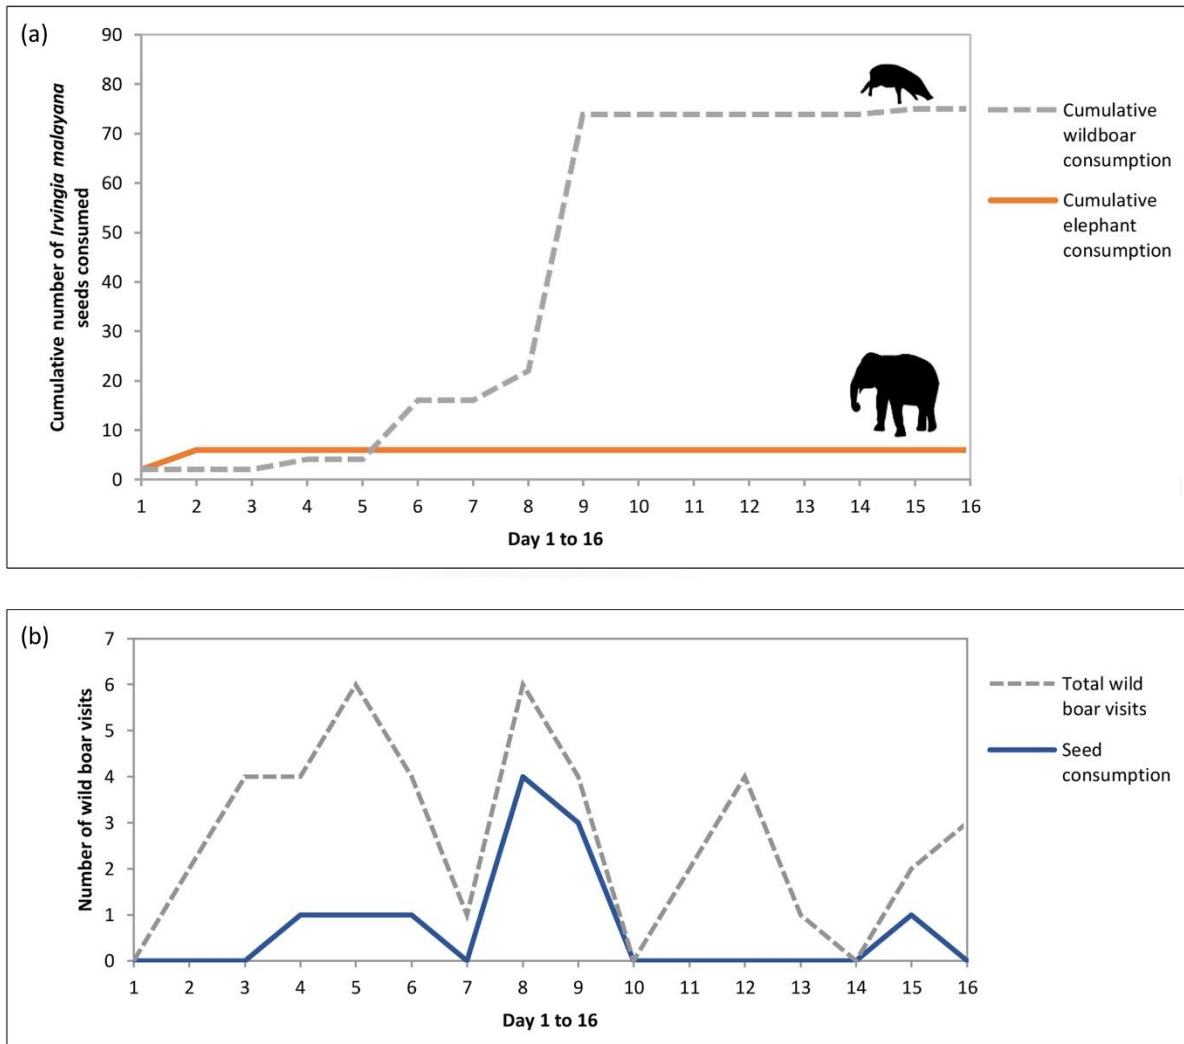 (a)
90
80
70
60
50
40
30
20
10
0
Cumulative number of Irvingia malayana
seeds consumed
1 2 3 4 5 6 7 8 9 10 11 12 13 14 15 16
Day 1 to 16
Cumulative
wildboar
consumption
Cumulative
elephant
consumption
(b)
7
6
5
4
3
2
1
0
Number of wild boar visits
1 2 3 4 5 6 7 8 9 10 11 12 13 14 15 16
Day 1 to 16
Total wild
boar visits
Seed
consumption